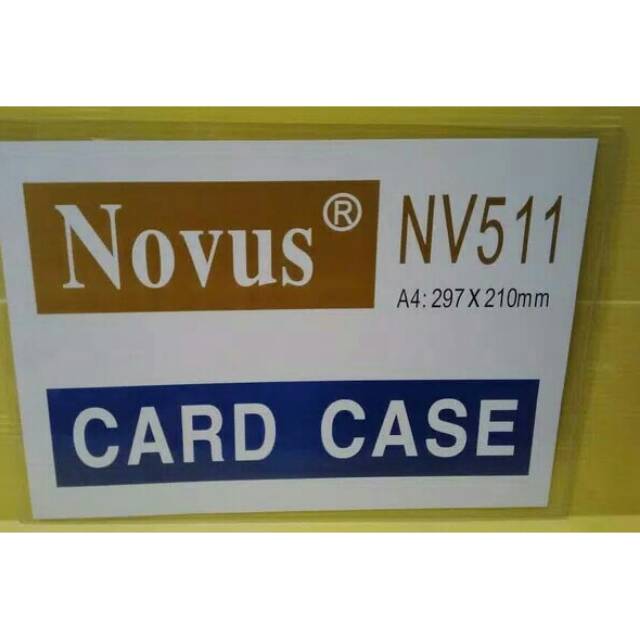 Novus®
NV511
A4: 297 X 210mm
CARD CASE